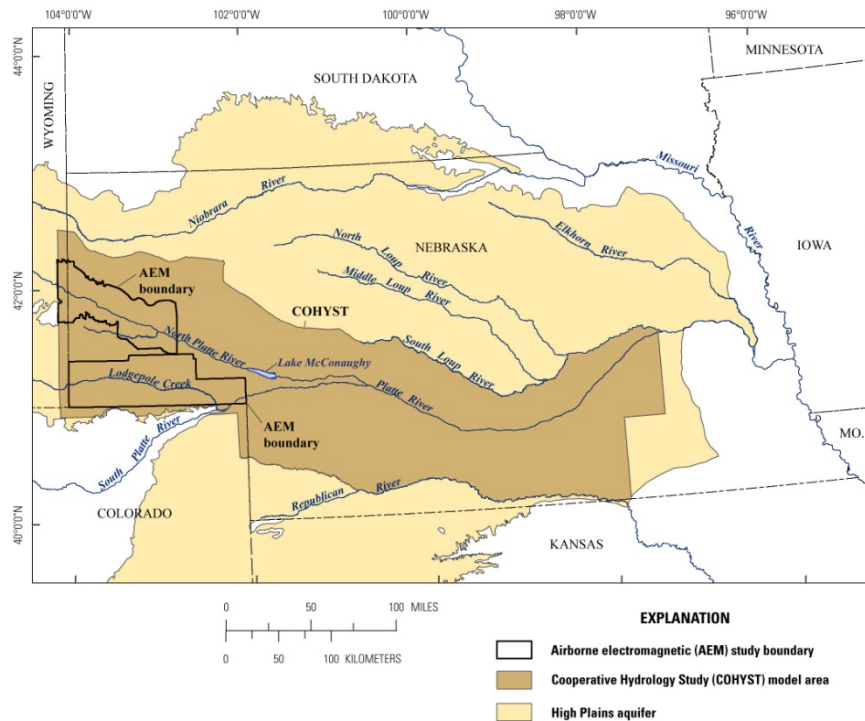 104°0'0"W
102°0'0"W
100°0'0"W
98°0'0"W
96°0'0"W
44°0'0"N
42°0'0"N
40°0'0"N
MINNESOTA
SOUTH DAKOTA
WYOMING
Missouri
River
Niobrara River
IOWA
North
Loup
River
NEBRASKA
Elkhorn River
Middle Loup River
AEM
boundary
COHYST
South
Loup
River
North Platte River
Lake McConaughy
Lodgepole Creek
Platte
River
AEM
boundary
MO.
South Platte River
Republican River
COLORADO
KANSAS
0 50 100 MILES
0 50 100 KILOMETERS
EXPLANATION
Airborne electromagnetic (AEM) study boundary
Cooperative Hydrology Study (COHYST) model area
High Plains aquifer